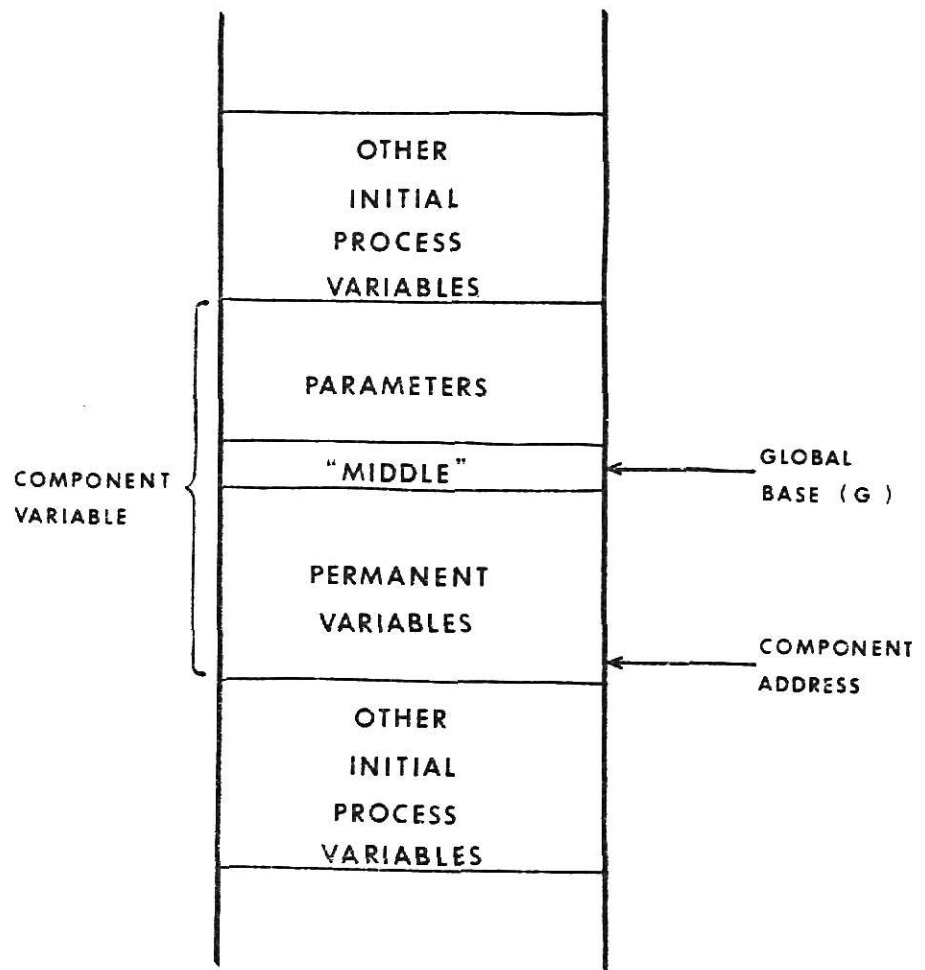 OTHER
INITIAL
PROCESS
VARIABLES
PARAMETERS
"MIDDLE"
GLOBAL
BASE (G )
COMPONENT
VARIABLE
PERMANENT
VARIABLES
COMPONENT
ADDRESS
OTHER
INITIAL
PROCESS
VARIABLES